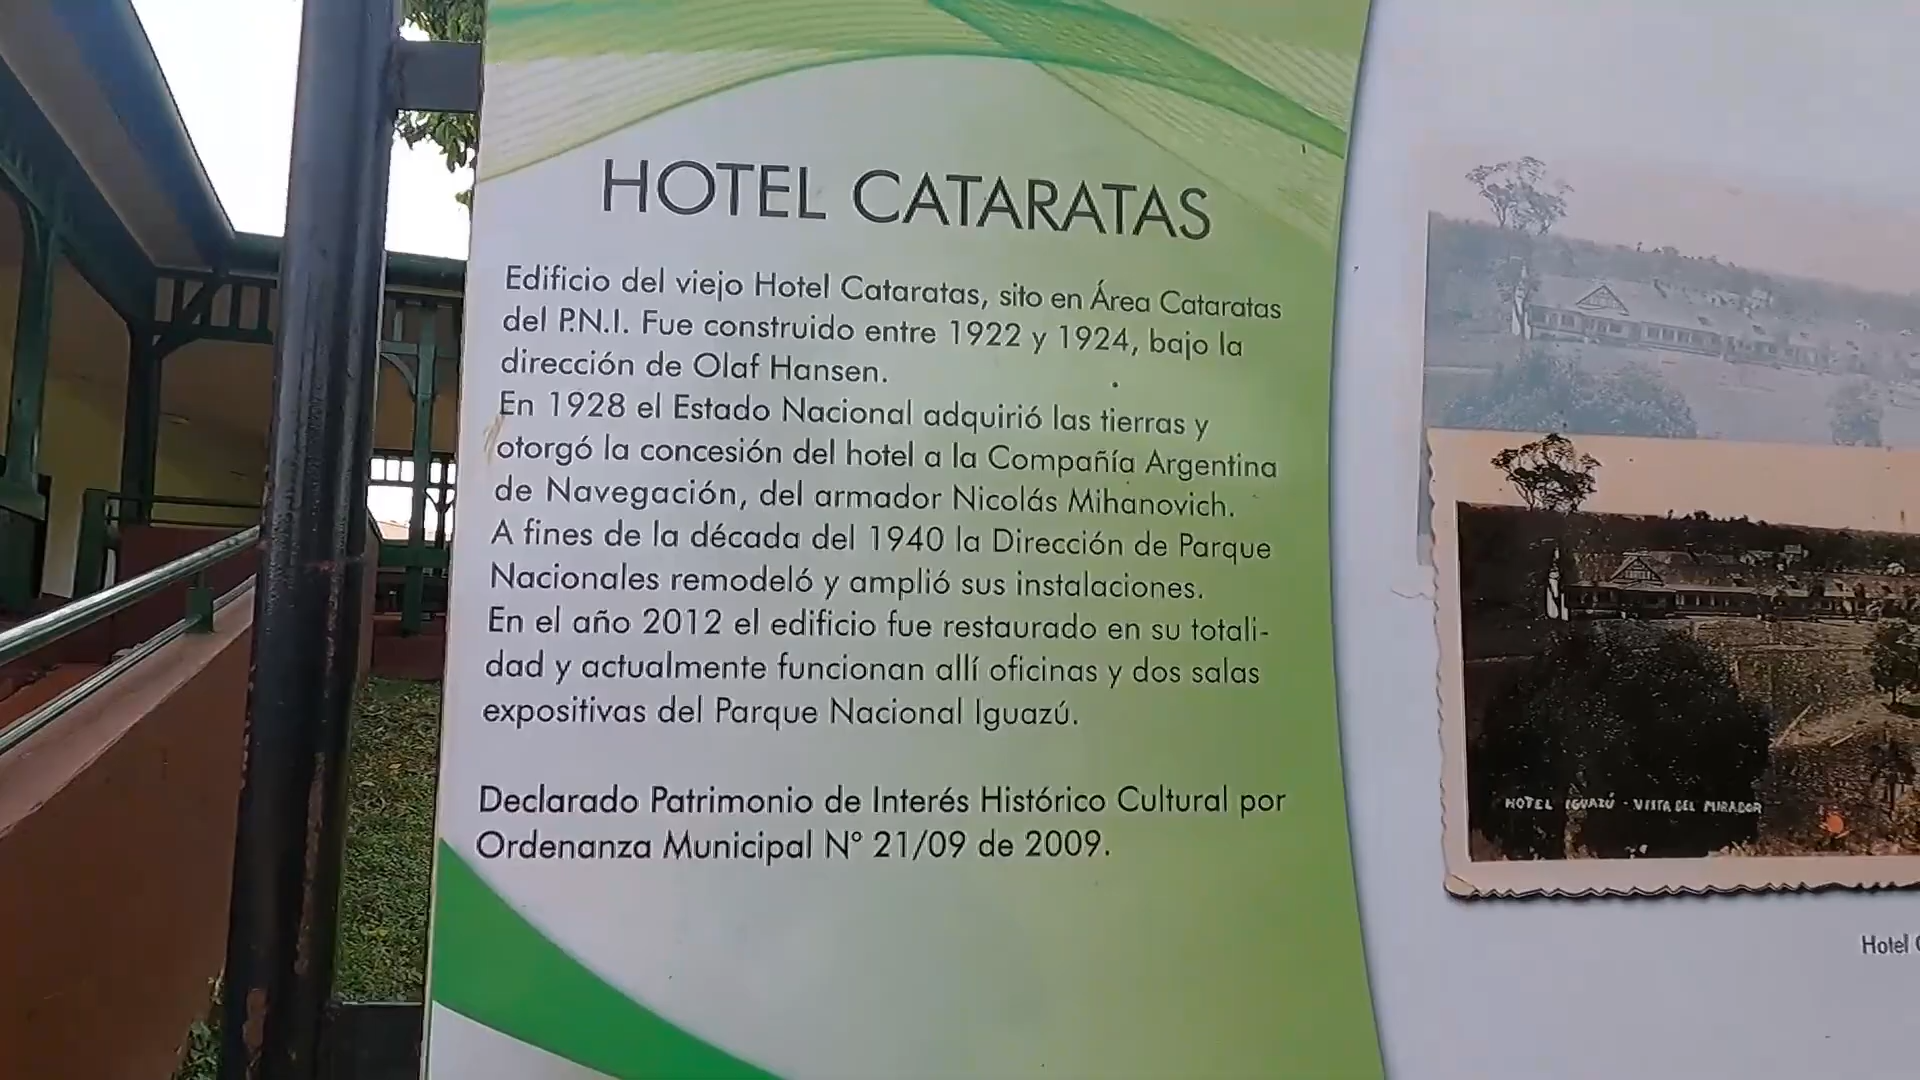 HOTEL CATARATAS
Edificio del viejo Hotel Cataratas, sito en Área Cataratas
del P.N.I. Fue construido entre 1922 y 1924, bajo la
dirección de Olaf Hansen.
En 1928 el Estado Nacional adquirió las tierras y
otorgó la concesión del hotel a la Compañía Argentina
de Navegación, del armador Nicolás Mihanovich.
A fines de la década del 1940 la Dirección de Parque
Nacionales remodeló y amplió sus instalaciones.
En el año 2012 el edificio fue restaurado en su totali-
dad y actualmente funcionan allí oficinas y dos salas
expositivas del Parque Nacional Iguazú.
Declarado Patrimonio de Interés Histórico Cultural por
Ordenanza Municipal Nº 21/09 de 2009.
HOTEL IGUAZÚ - VISTA DEL MIRADOR
Hotel